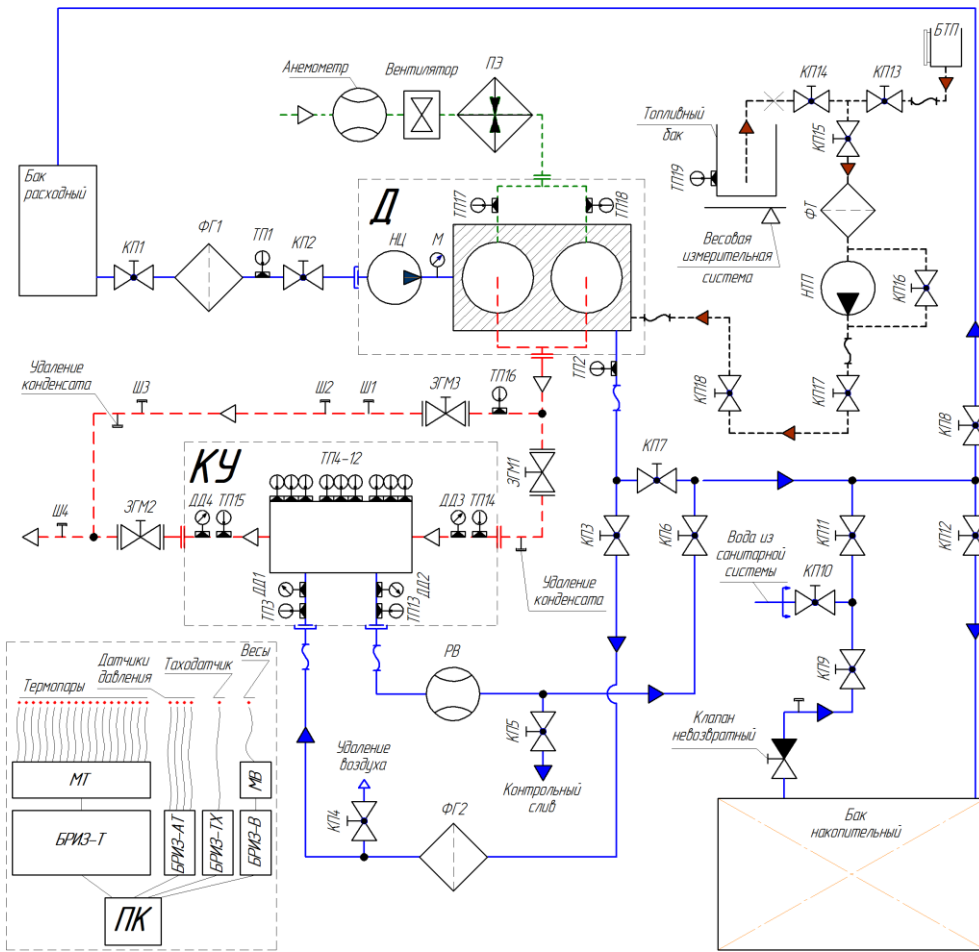 БТП
Анемометр
Вентилятор
ПЭ
КП14
КП13
Топливный
бак
КП15
ТП19
Бак
расходный
Д
ТП17
ТП18
ФТ
КП1
ФГ1
ТП1
КП2
НЦ
М
Весовая
измерительная
система
НТП
КП16
Удаление
конденсата
Ш3
Ш2
Ш1
ЗГМ3
ТП16
ТП2
КП18
КП17
КП8
КУ
ТП4-12
ЗГМ1
КП7
Ш4
ЗГМ2
ДД4
ТП15
ДД3
ТП14
КП3
КП6
КП11
КП12
Вода из
санитарной
системы
КП10
Удаление
конденсата
ДД1
ТП3
ДД2
ТП13
КП9
РВ
Датчики
давления
Таходатчик
Весы
Термопары
КП5
Клапан
невозвратный
Удаление
воздуха
Контрольный
слив
МТ
МВ
КП4
ФГ2
Бак
накопительный
БРИЗ-Т
БРИЗ-АТ
БРИЗ-ТХ
БРИЗ-В
ПК